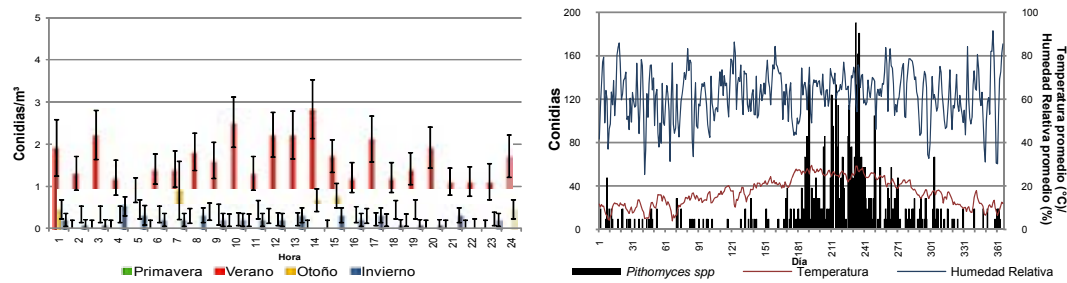 5
4
3
2
1
0
Conidias/m³
1 2 3 4 5 6 7 8 9 10 11 12 13 14 15 16 17 18 19 20 21 22 23 24
Hora
Primavera Verano Otoño Invierno
200
160
120
80
40
0
Conidias
100
80
60
40
20
0
Temperatura promedio (°C)/
Humedad Relativa promedio (%)
1 31 61 91 121 151 181 211 241 271 301 331 361
Día
Pithomyces spp Temperatura Humedad Relativa